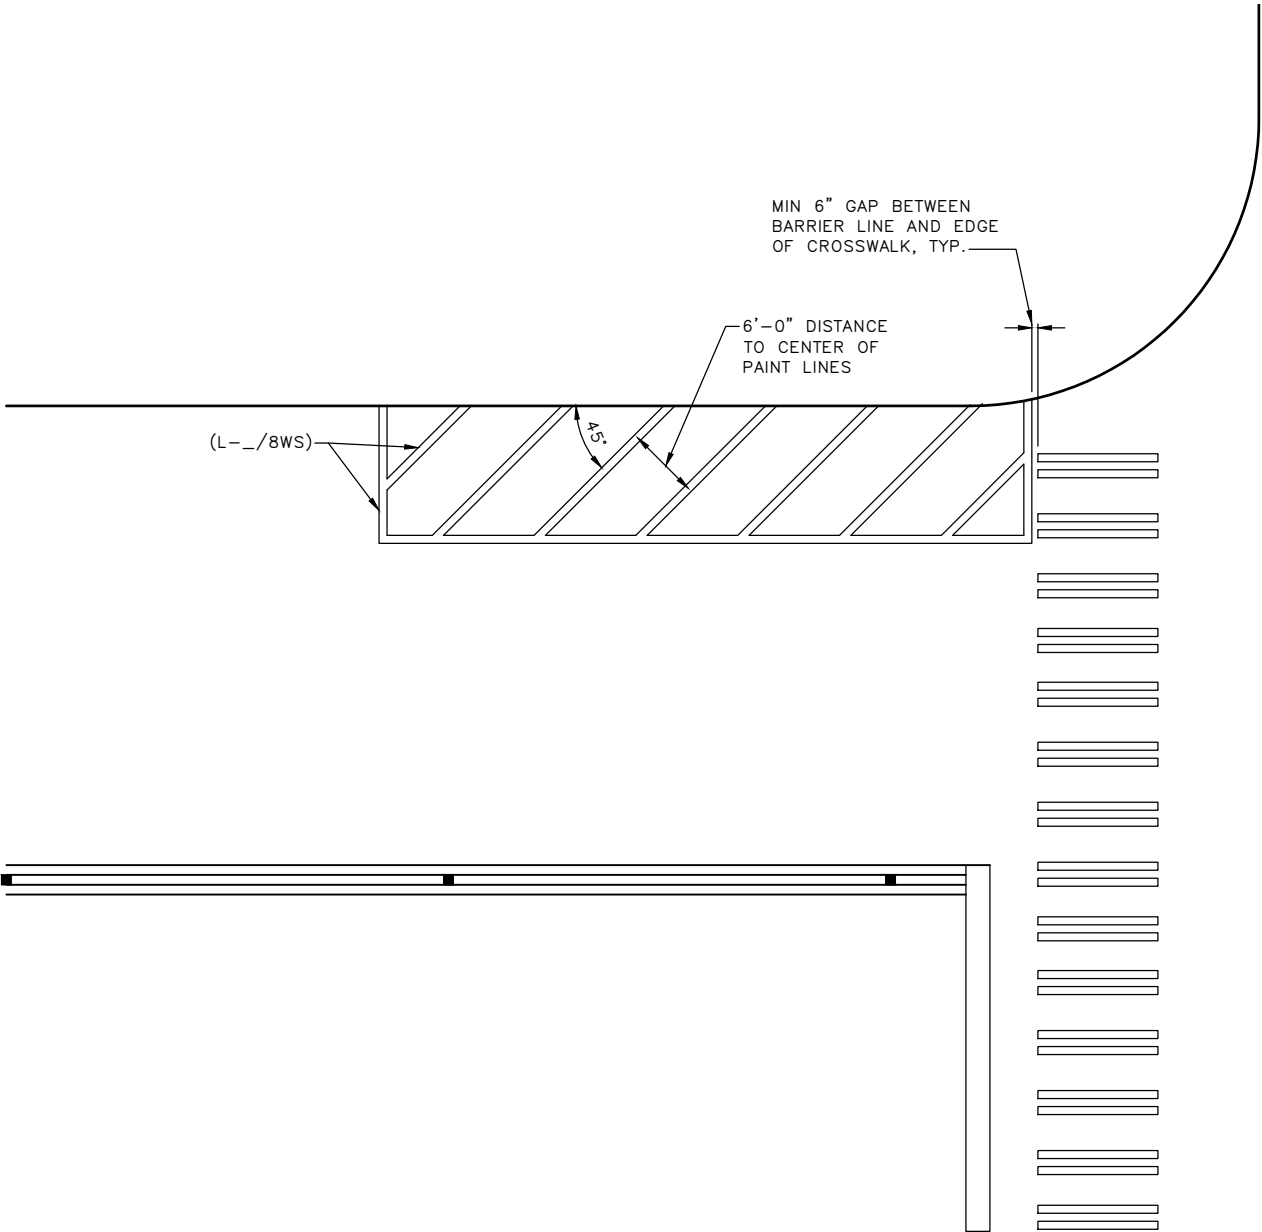 MIN 6” GAP BETWEEN
BARRIER LINE AND EDGE
OF CROSSWALK, TYP.
6’-0” DISTANCE
TO CENTER OF
PAINT LINES
45°
(L-_/8WS)